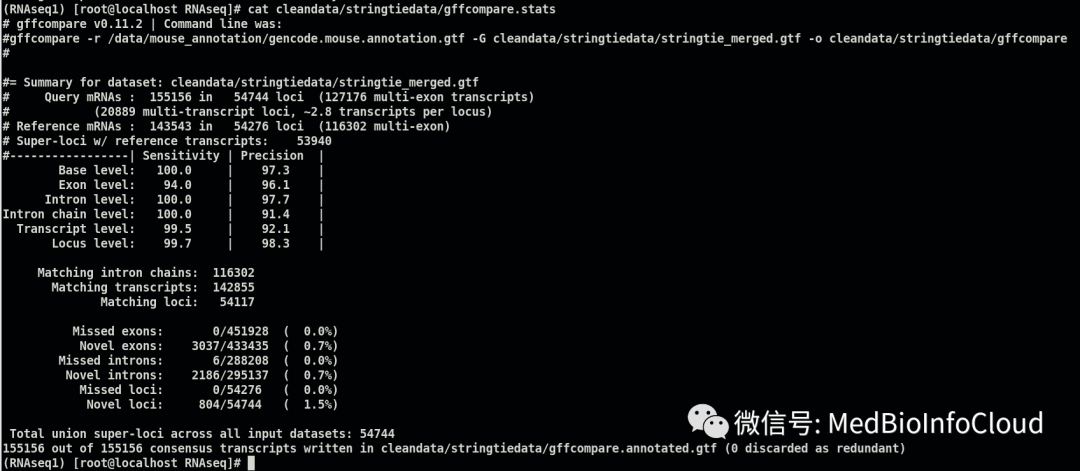 (RNAseq1) [root@localhost RNAseq]# cat cleandata/stringtiedata/gffcompare.stats
# gffcompare v0.11.2 | Command line was:
#gffcompare -r /data/mouse_annotation/gencode.mouse.annotation.gtf -G cleandata/stringtiedata/stringtie_merged.gtf -o cleandata/stringtiedata/gffcompare
#
#= Summary for dataset: cleandata/stringtiedata/stringtie_merged.gtf
#     Query mRNAs :  155156 in   54744 loci  (127176 multi-exon transcripts)
#            (20889 multi-transcript loci, ~2.8 transcripts per locus)
# Reference mRNAs :  143543 in   54276 loci  (116302 multi-exon)
# Super-loci w/ reference transcripts:    53940
#-----------------| Sensitivity | Precision  |
        Base level:   100.0     |    97.3    |
        Exon level:    94.0     |    96.1    |
      Intron level:   100.0     |    97.7    |
Intron chain level:   100.0     |    91.4    |
  Transcript level:    99.5     |    92.1    |
       Locus level:    99.7     |    98.3    |
     Matching intron chains:  116302
       Matching transcripts:  142855
              Matching loci:   54117
          Missed exons:       0/451928  (  0.0%)
           Novel exons:    3037/433435  (  0.7%)
        Missed introns:       6/288208  (  0.0%)
         Novel introns:    2186/295137  (  0.7%)
           Missed loci:       0/54276   (  0.0%)
            Novel loci:     804/54744   (  1.5%)
 Total union super-loci across all input datasets: 54744
155156 out of 155156 consensus transcripts written in cleandata/stringtiedata/gffcompare.annotated.gtf (0 discarded as redundant)
(RNAseq1) [root@localhost RNAseq]#
微信号: MedBioInfoCloud